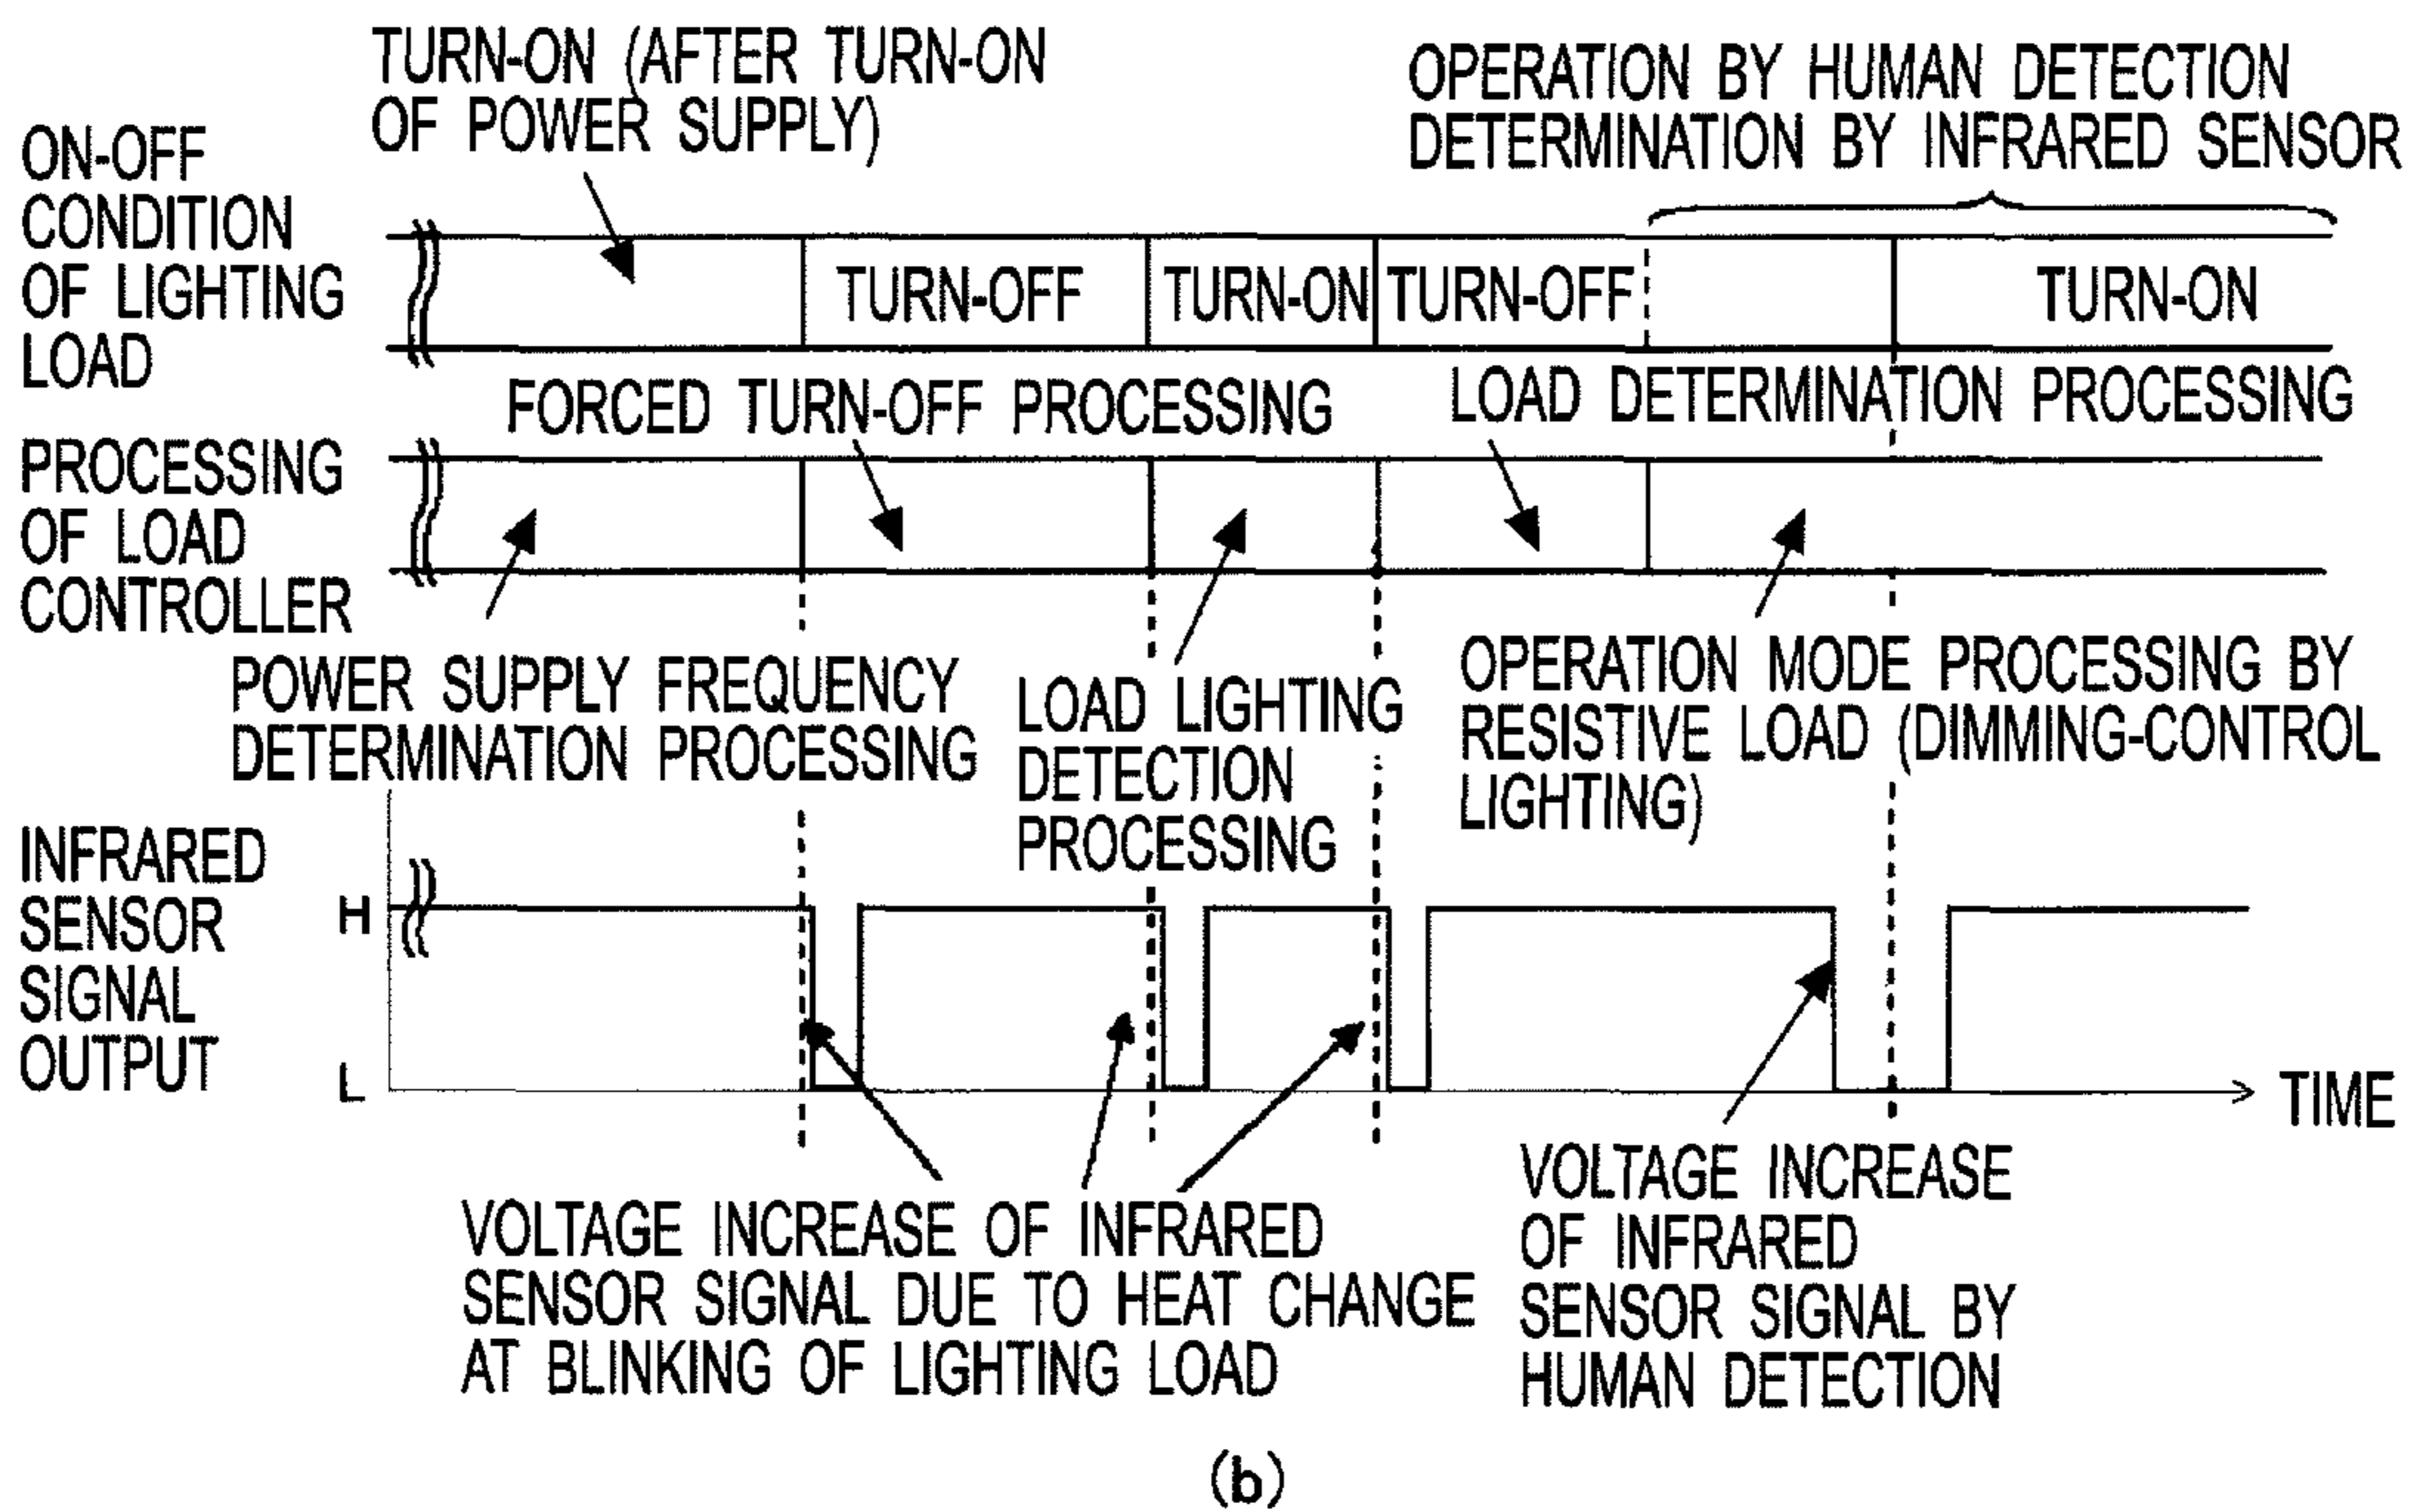 TURN-ON (AFTER TURN-ON
OF POWER SUPPLY)
OPERATION BY HUMAN DETECTION
DETERMINATION BY INFRARED SENSOR
ON-OFF
CONDITION
OF LIGHTING
LOAD
TURN-OFF
TURN-ON
TURN-OFF
TURN-ON
FORCED TURN-OFF PROCESSING
LOAD DETERMINATION PROCESSING
PROCESSING
OF LOAD
CONTROLLER
POWER SUPPLY FREQUENCY
DETERMINATION PROCESSING
LOAD LIGHTING
DETECTION
PROCESSING
OPERATION MODE PROCESSING BY
RESISTIVE LOAD (DIMMING-CONTROL
LIGHTING)
INFRARED
SENSOR
SIGNAL
OUTPUT
H
L
TIME
VOLTAGE INCREASE OF INFRARED
SENSOR SIGNAL DUE TO HEAT CHANGE
AT BLINKING OF LIGHTING LOAD
VOLTAGE INCREASE
OF INFRARED
SENSOR SIGNAL BY
HUMAN DETECTION
(b)